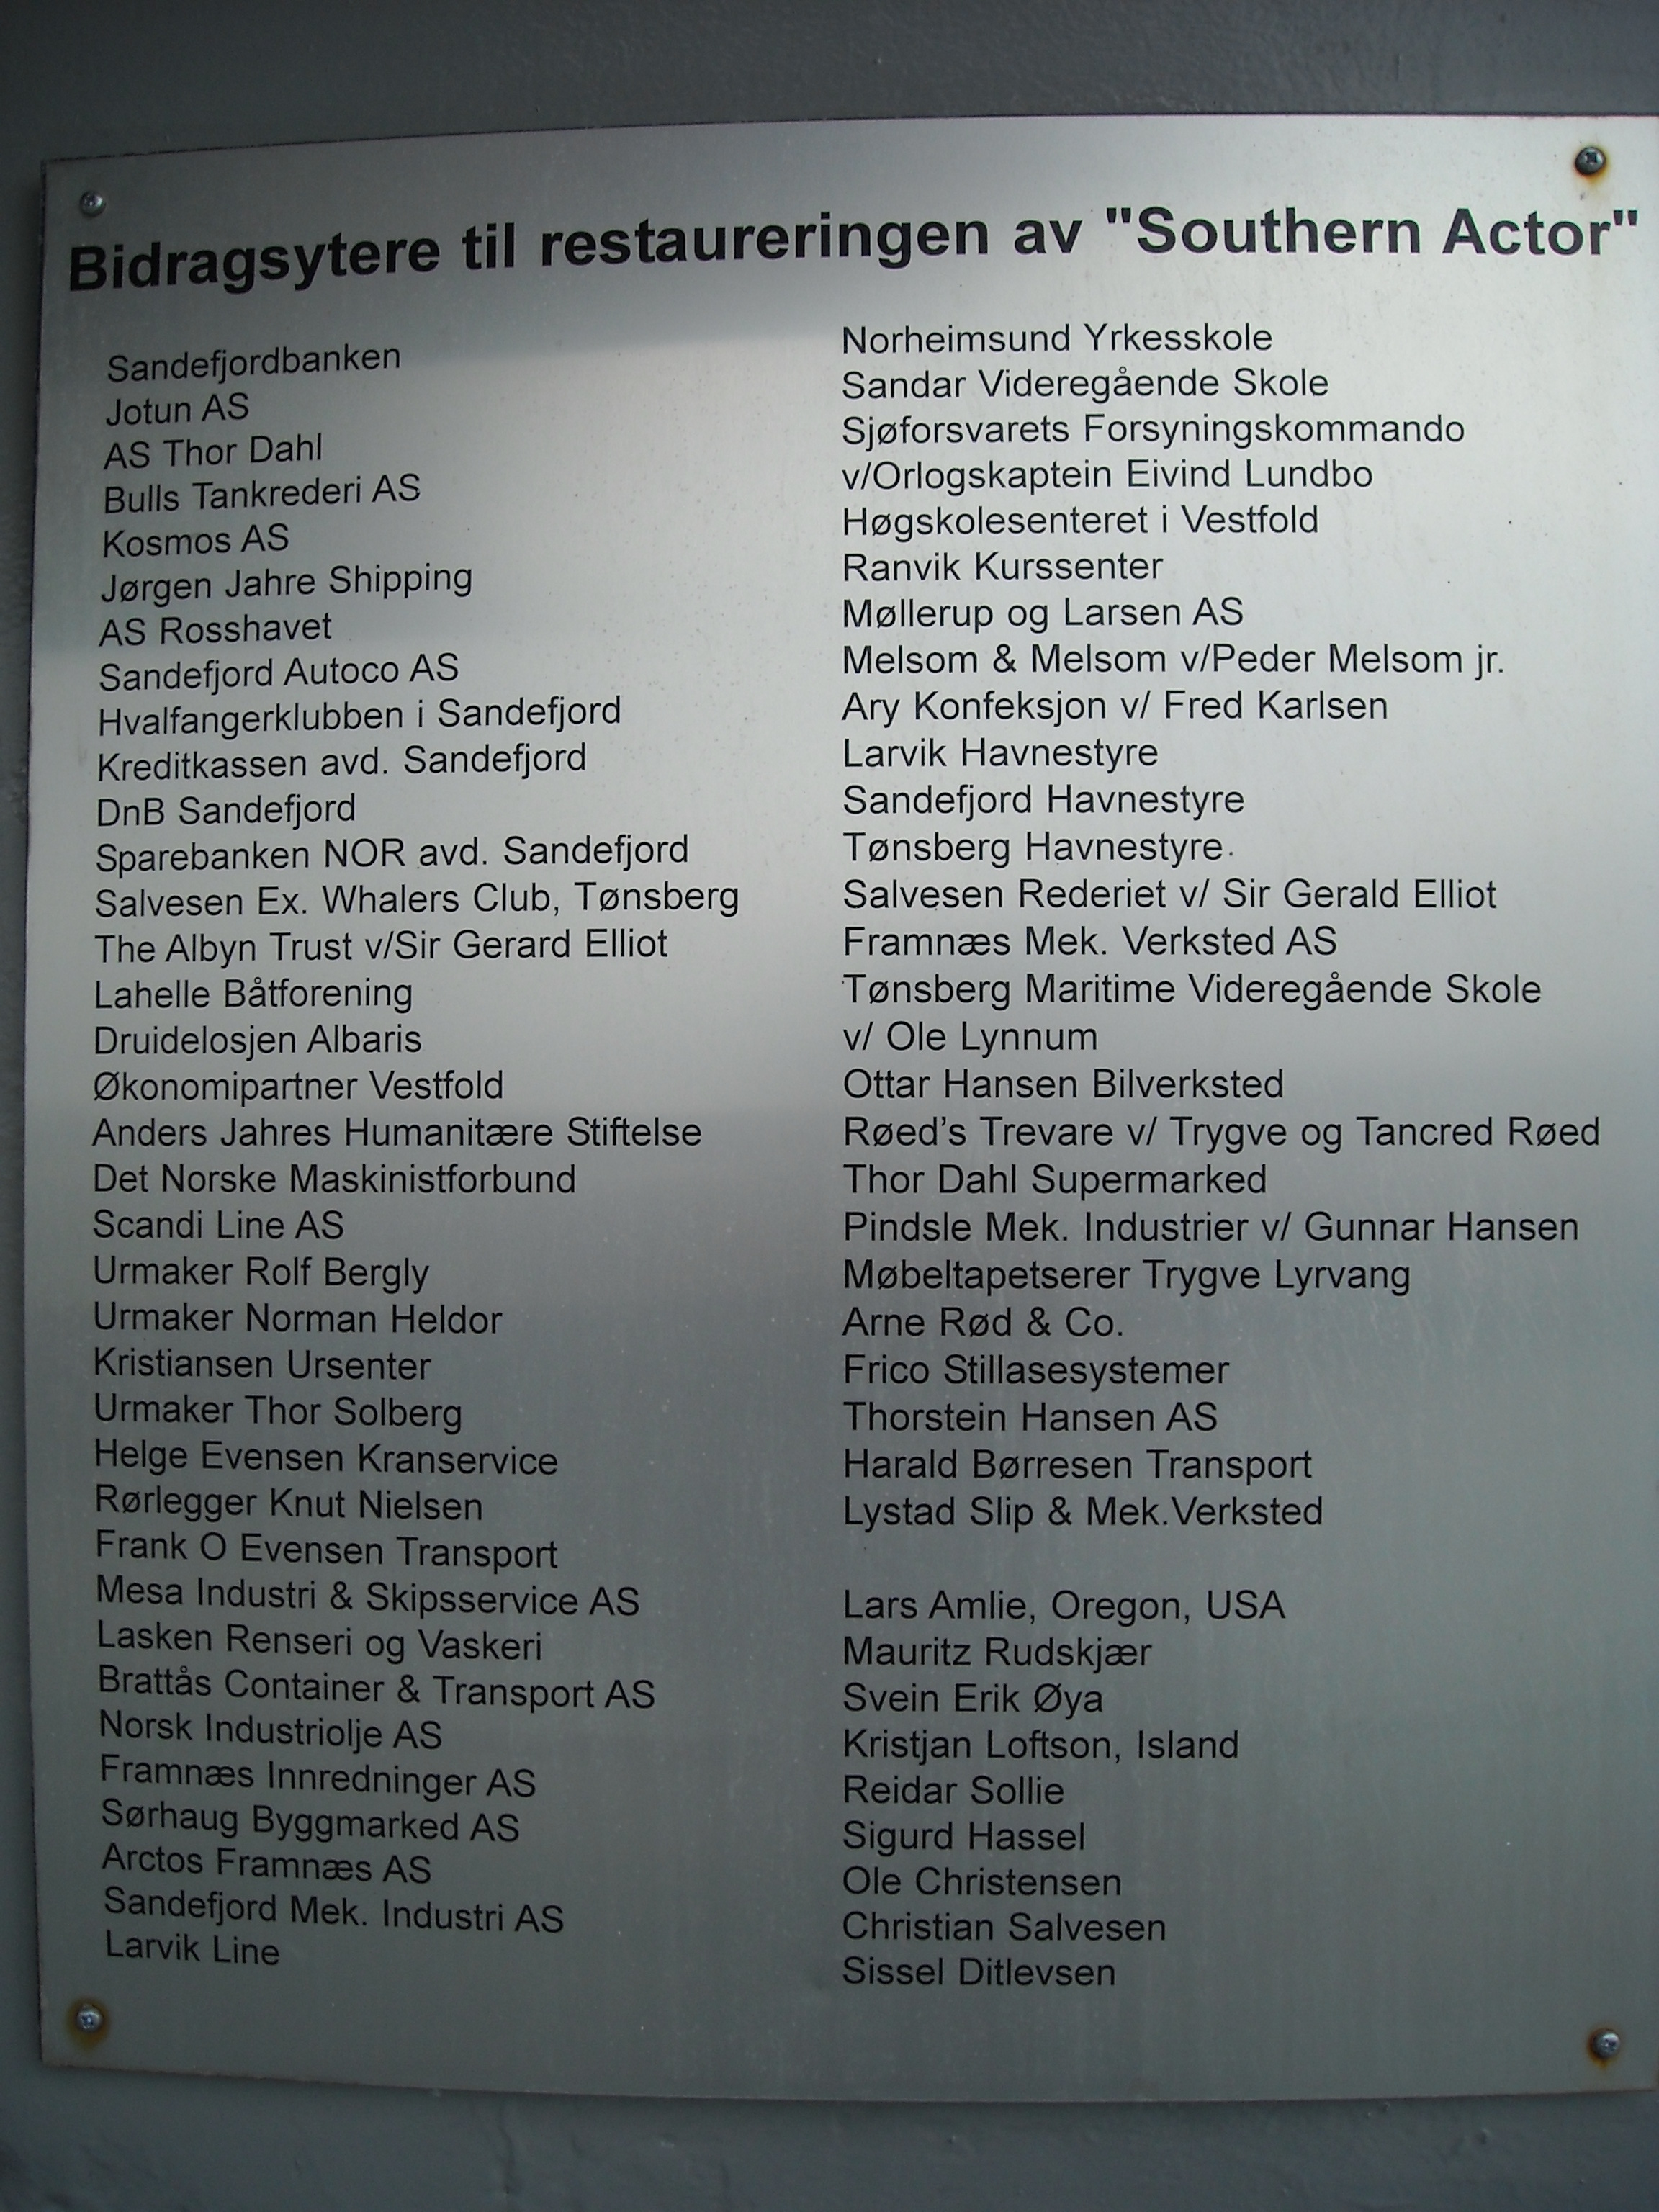 Bidragsytere til restaureringen av "Southern Actor"
Sandefjordbanken
Jotun AS
AS Thor Dahl
Bulls Tankrederi AS
Kosmos AS
Jørgen Jahre Shipping
AS Rosshavet
Sandefjord Autoco AS
Hvalfangerklubben i Sandefjord
Kreditkassen avd. Sandefjord
DnB Sandefjord
Sparebanken NOR avd. Sandefjord
Salvesen Ex. Whalers Club, Tønsberg
The Albyn Trust v/Sir Gerard Elliot
Lahelle Båtforening
Druidelosjen Albaris
Økonomipartner Vestfold
Anders Jahres Humanitære Stiftelse
Det Norske Maskinistforbund
Scandi Line AS
Urmaker Rolf Bergly
Urmaker Norman Heldor
Kristiansen Ursenter
Urmaker Thor Solberg
Helge Evensen Kranservice
Rørlegger Knut Nielsen
Frank O Evensen Transport
Mesa Industri & Skipsservice AS
Lasken Renseri og Vaskeri
Brattås Container & Transport AS
Norsk Industriolje AS
Framnæs Innredninger AS
Sørhaug Byggmarked AS
Arctos Framnæs AS
Sandefjord Mek. Industri AS
Larvik Line
Norheimsund Yrkesskole
Sandar Videregående Skole
Sjøforsvarets Forsyningskommando
v/Orlogskaptein Eivind Lundbo
Høgskolesenteret i Vestfold
Ranvik Kurssenter
Møllerup og Larsen AS
Melsom & Melsom v/Peder Melsom jr.
Ary Konfeksjon v/ Fred Karlsen
Larvik Havnestyre
Sandefjord Havnestyre
Tønsberg Havnestyre.
Salvesen Rederiet v/ Sir Gerald Elliot
Framnæs Mek. Verksted AS
Tønsberg Maritime Videregående Skole
v/ Ole Lynnum
Ottar Hansen Bilverksted
Røed’s Trevare v/ Trygve og Tancred Røed
Thor Dahl Supermarked
Pindsle Mek. Industrier v/ Gunnar Hansen
Møbeltapetserer Trygve Lyrvang
Arne Rød & Co.
Frico Stillasesystemer
Thorstein Hansen AS
Harald Børresen Transport
Lystad Slip & Mek.Verksted
Lars Amlie, Oregon, USA
Mauritz Rudskjær
Svein Erik Øya
Kristjan Loftson, Island
Reidar Sollie
Sigurd Hassel
Ole Christensen
Christian Salvesen
Sissel Ditlevsen